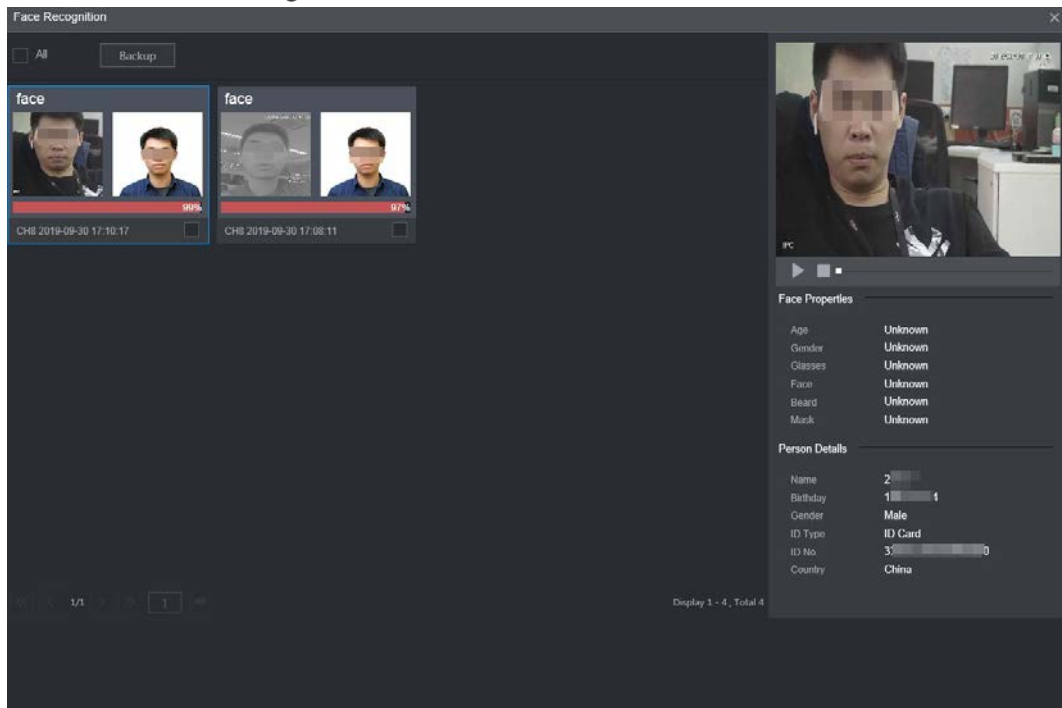 Face Recognition
All
Backup
face
99%
CH8 2019-09-30 17:10:17
face
97%
CH8 2019-09-30 17:08:11
IPC
Face Properties
Age Unknown
Gender Unknown
Glasses Unknown
Face Unknown
Beard Unknown
Mask Unknown
Person Details
Name 2
Birthday 1
Gender Male
ID Type ID Card
ID No 3
Country China
1/1
1
Display 1 - 4, Total 4